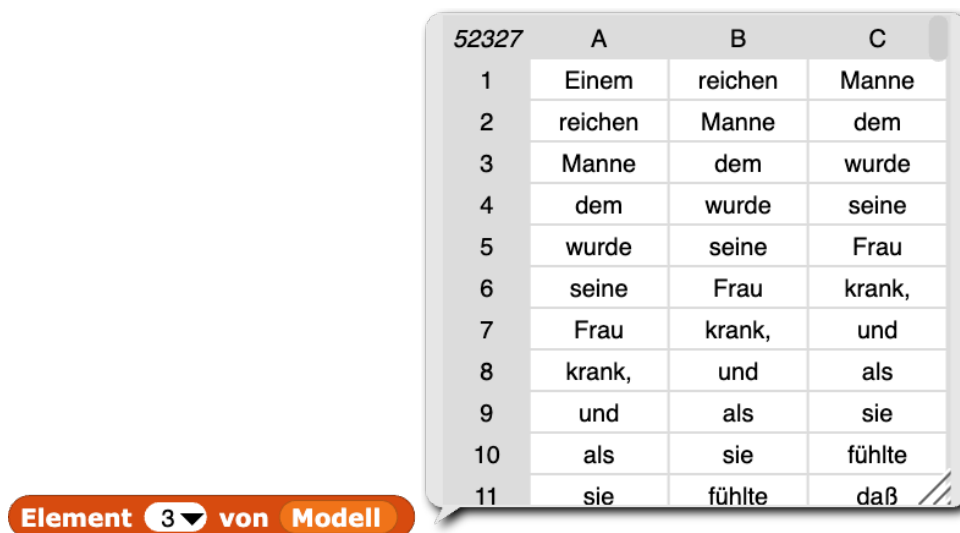 52327 A B C
1 Einem reichen Manne
2 reichen Manne dem
3 Manne dem wurde
4 dem wurde seine
5 wurde seine Frau
6 seine Frau krank,
7 Frau krank, und
8 krank, und als
9 und als sie
10 als sie fühlte
11 sie fühlte daß
Element 3 von Modell